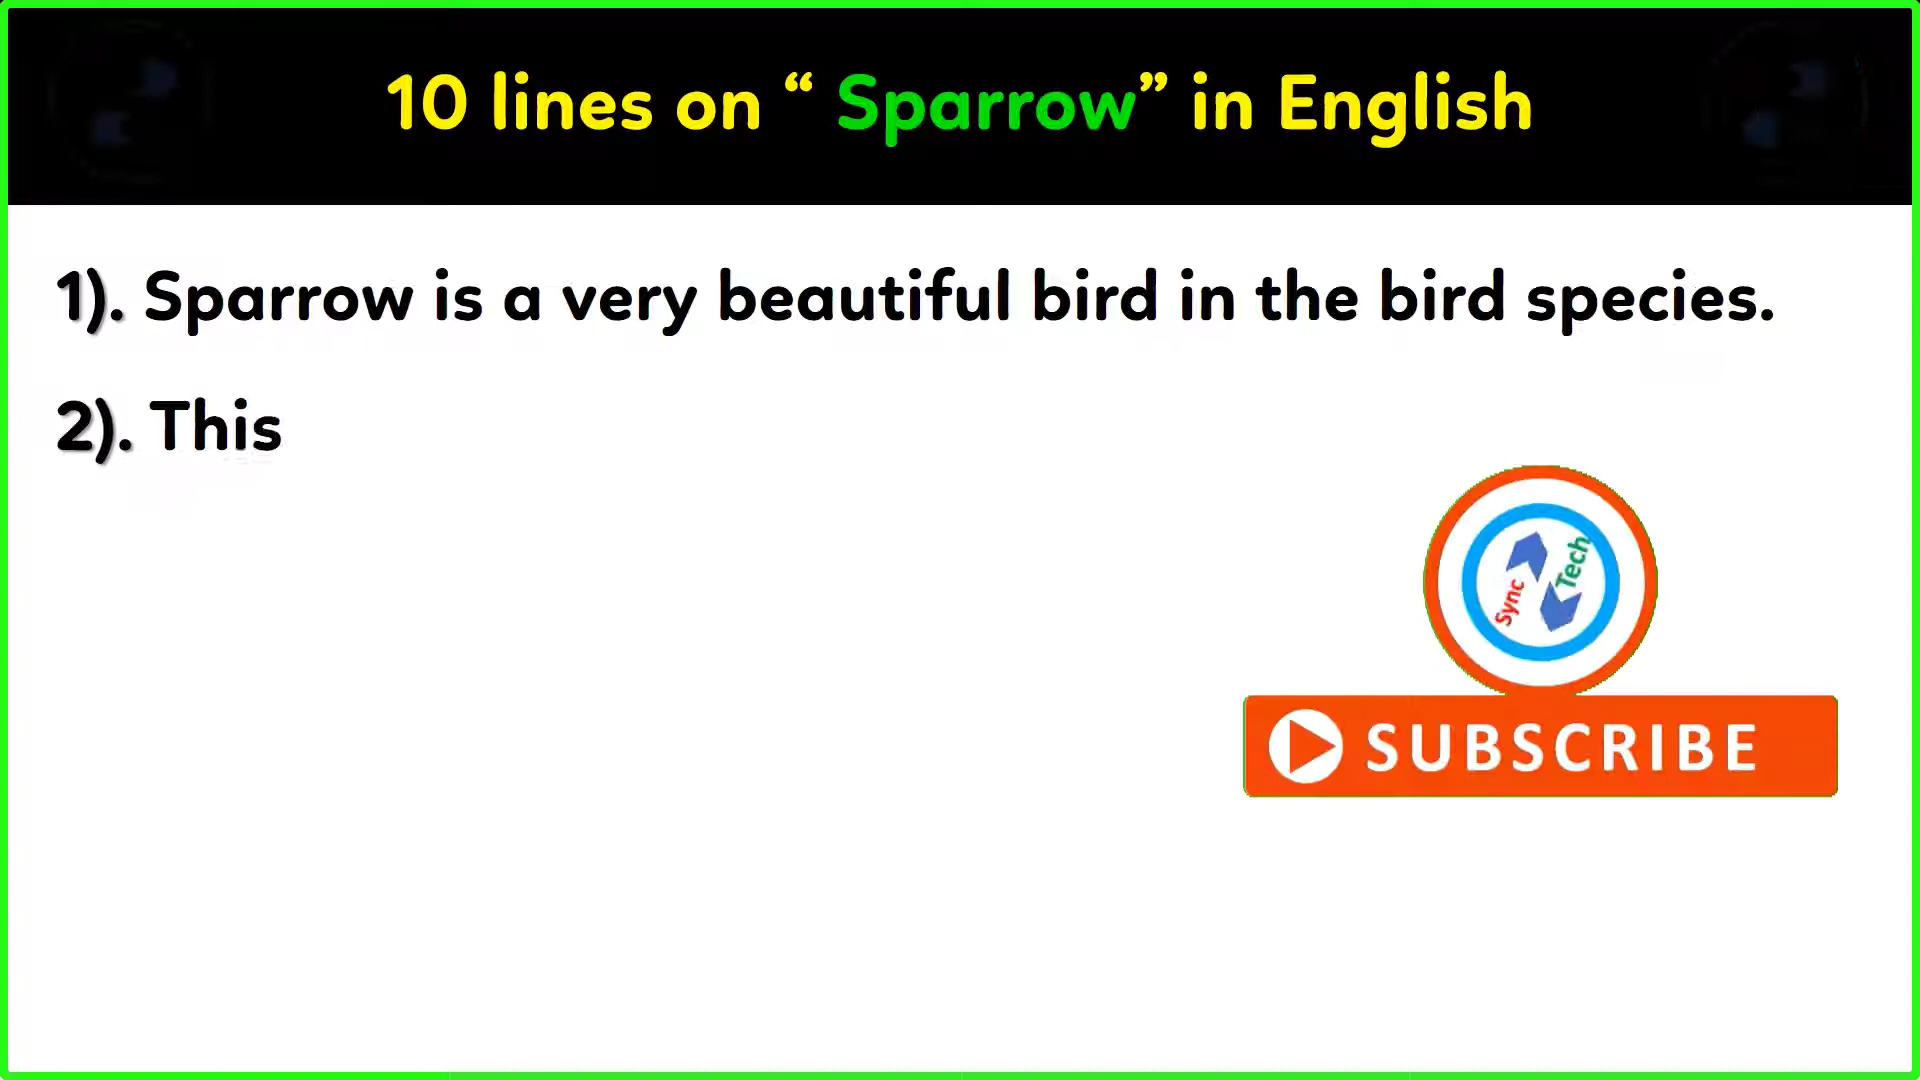 10 lines on “ Sparrow” in English
1). Sparrow is a very beautiful bird in the bird species.
2). This
Sync Tech
SUBSCRIBE